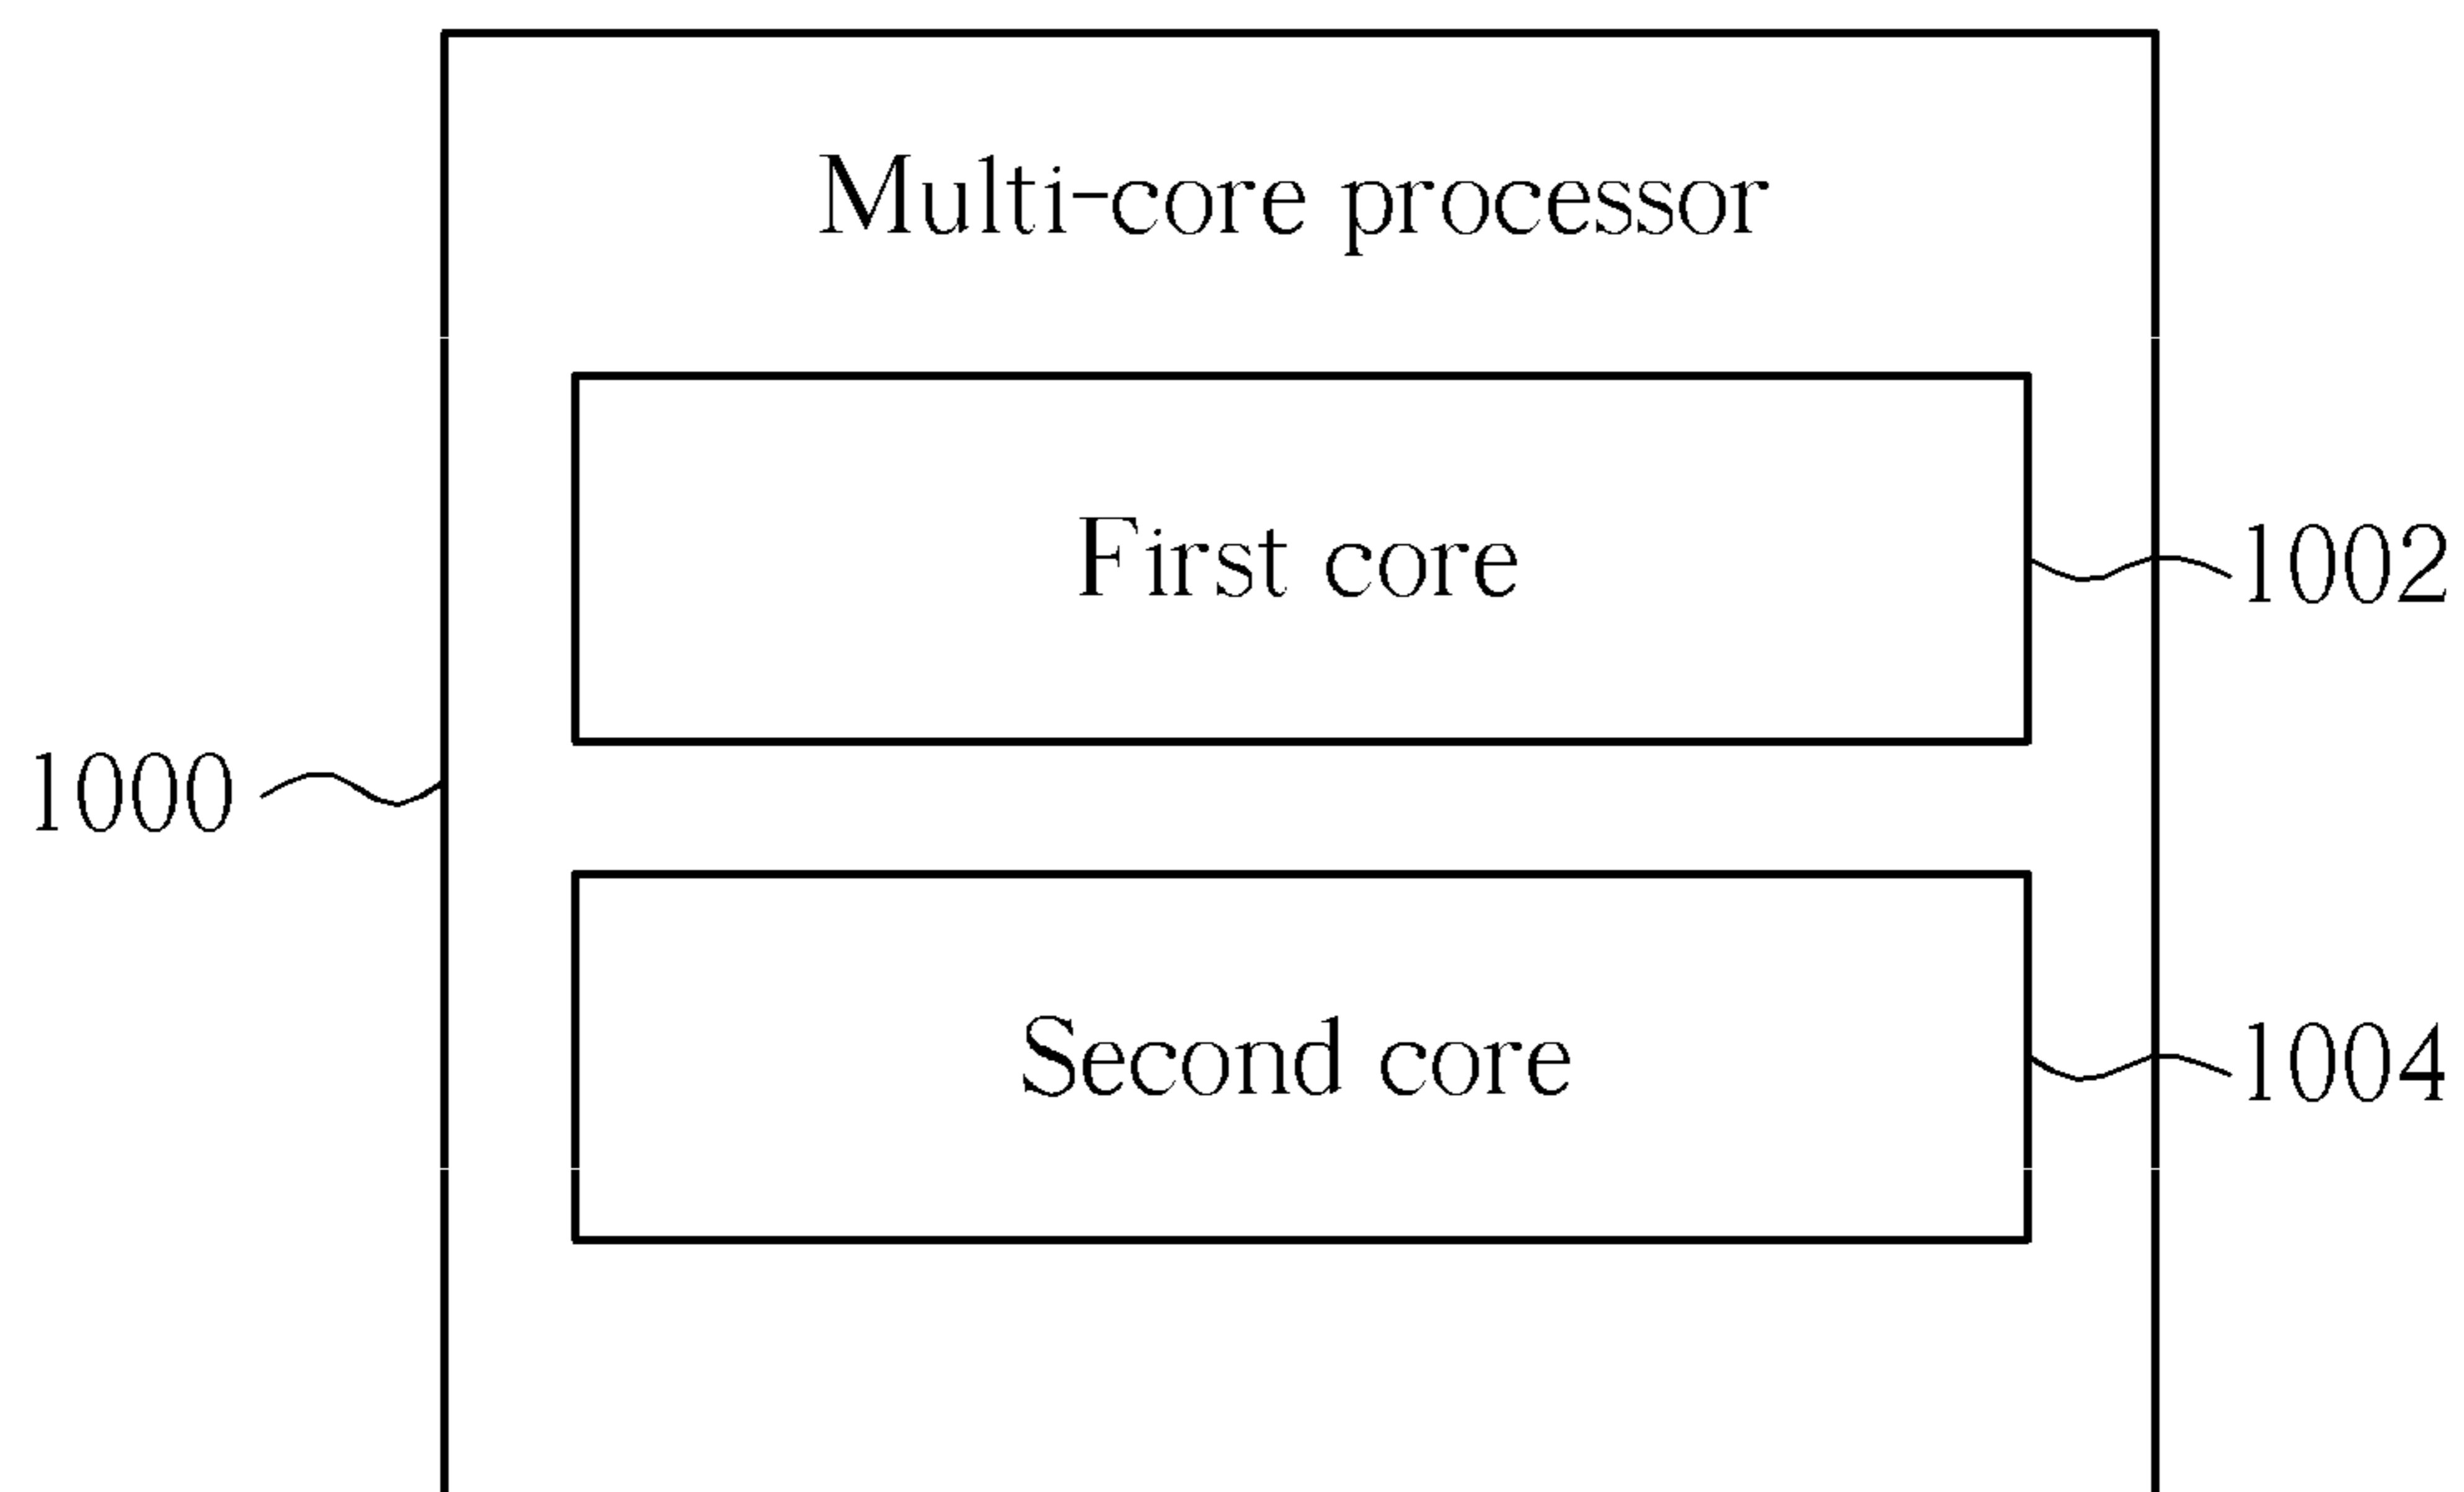 Multi-core processor
First core
1002
1000
Second core
1004